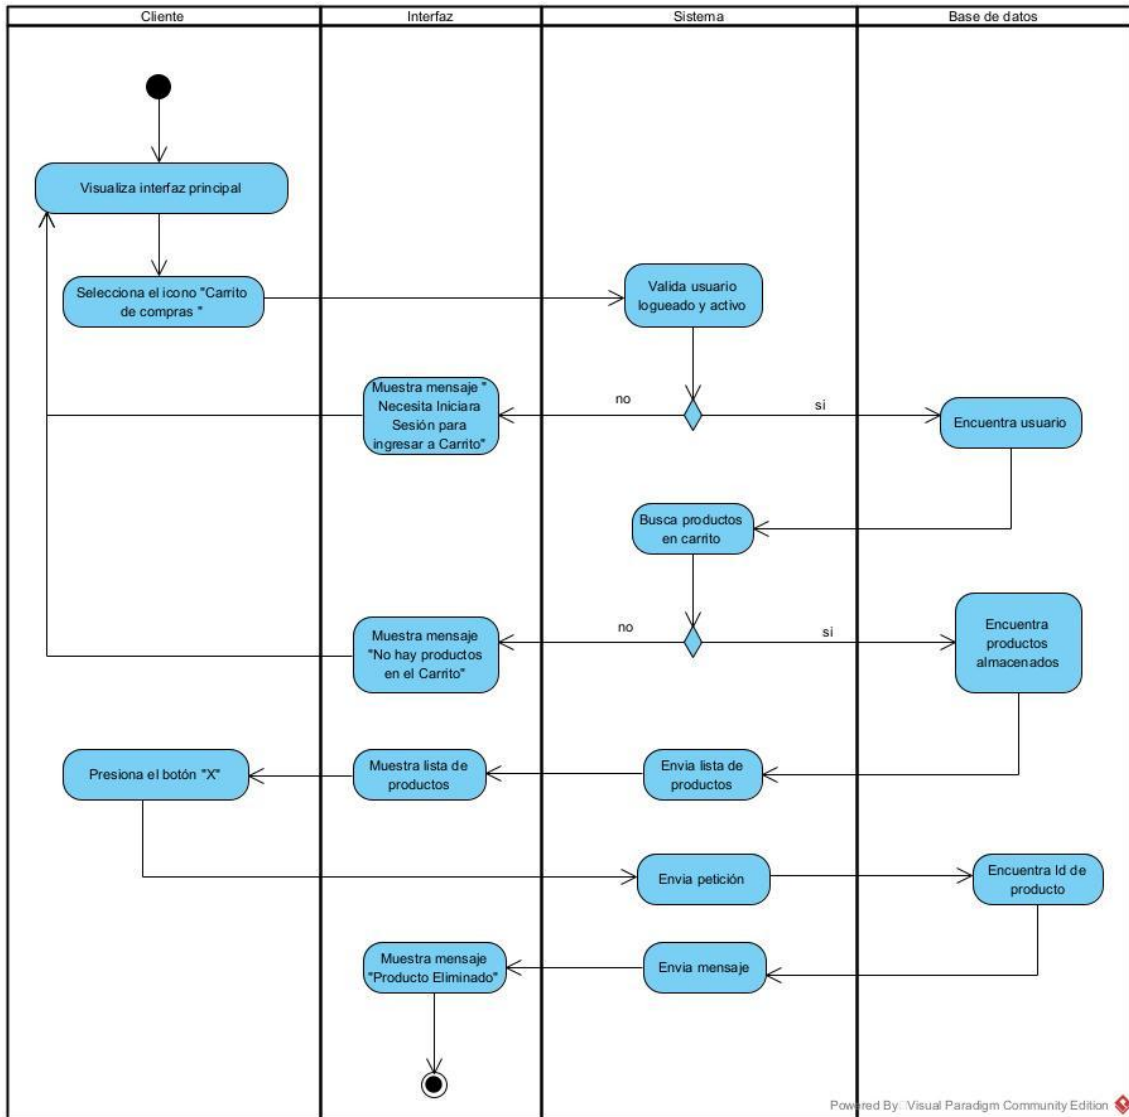 Cliente
Interfaz
Sistema
Base de datos
Visualiza interfaz principal
Selecciona el icono "Carrito
de compras "
Valida usuario
logueado y activo
Muestra mensaje "
Necesita Iniciara
Sesión para
ingresar a Carrito"
no
si
Encuentra usuario
Busca productos
en carrito
Muestra mensaje
"No hay productos
en el Carrito"
no
si
Encuentra
productos
almacenados
Presiona el botón "X"
Muestra lista de
productos
Envia lista de
productos
Envia petición
Encuentra Id de
producto
Muestra mensaje
"Producto Eliminado"
Envia mensaje
Powered By Visual Paradigm Community Edition